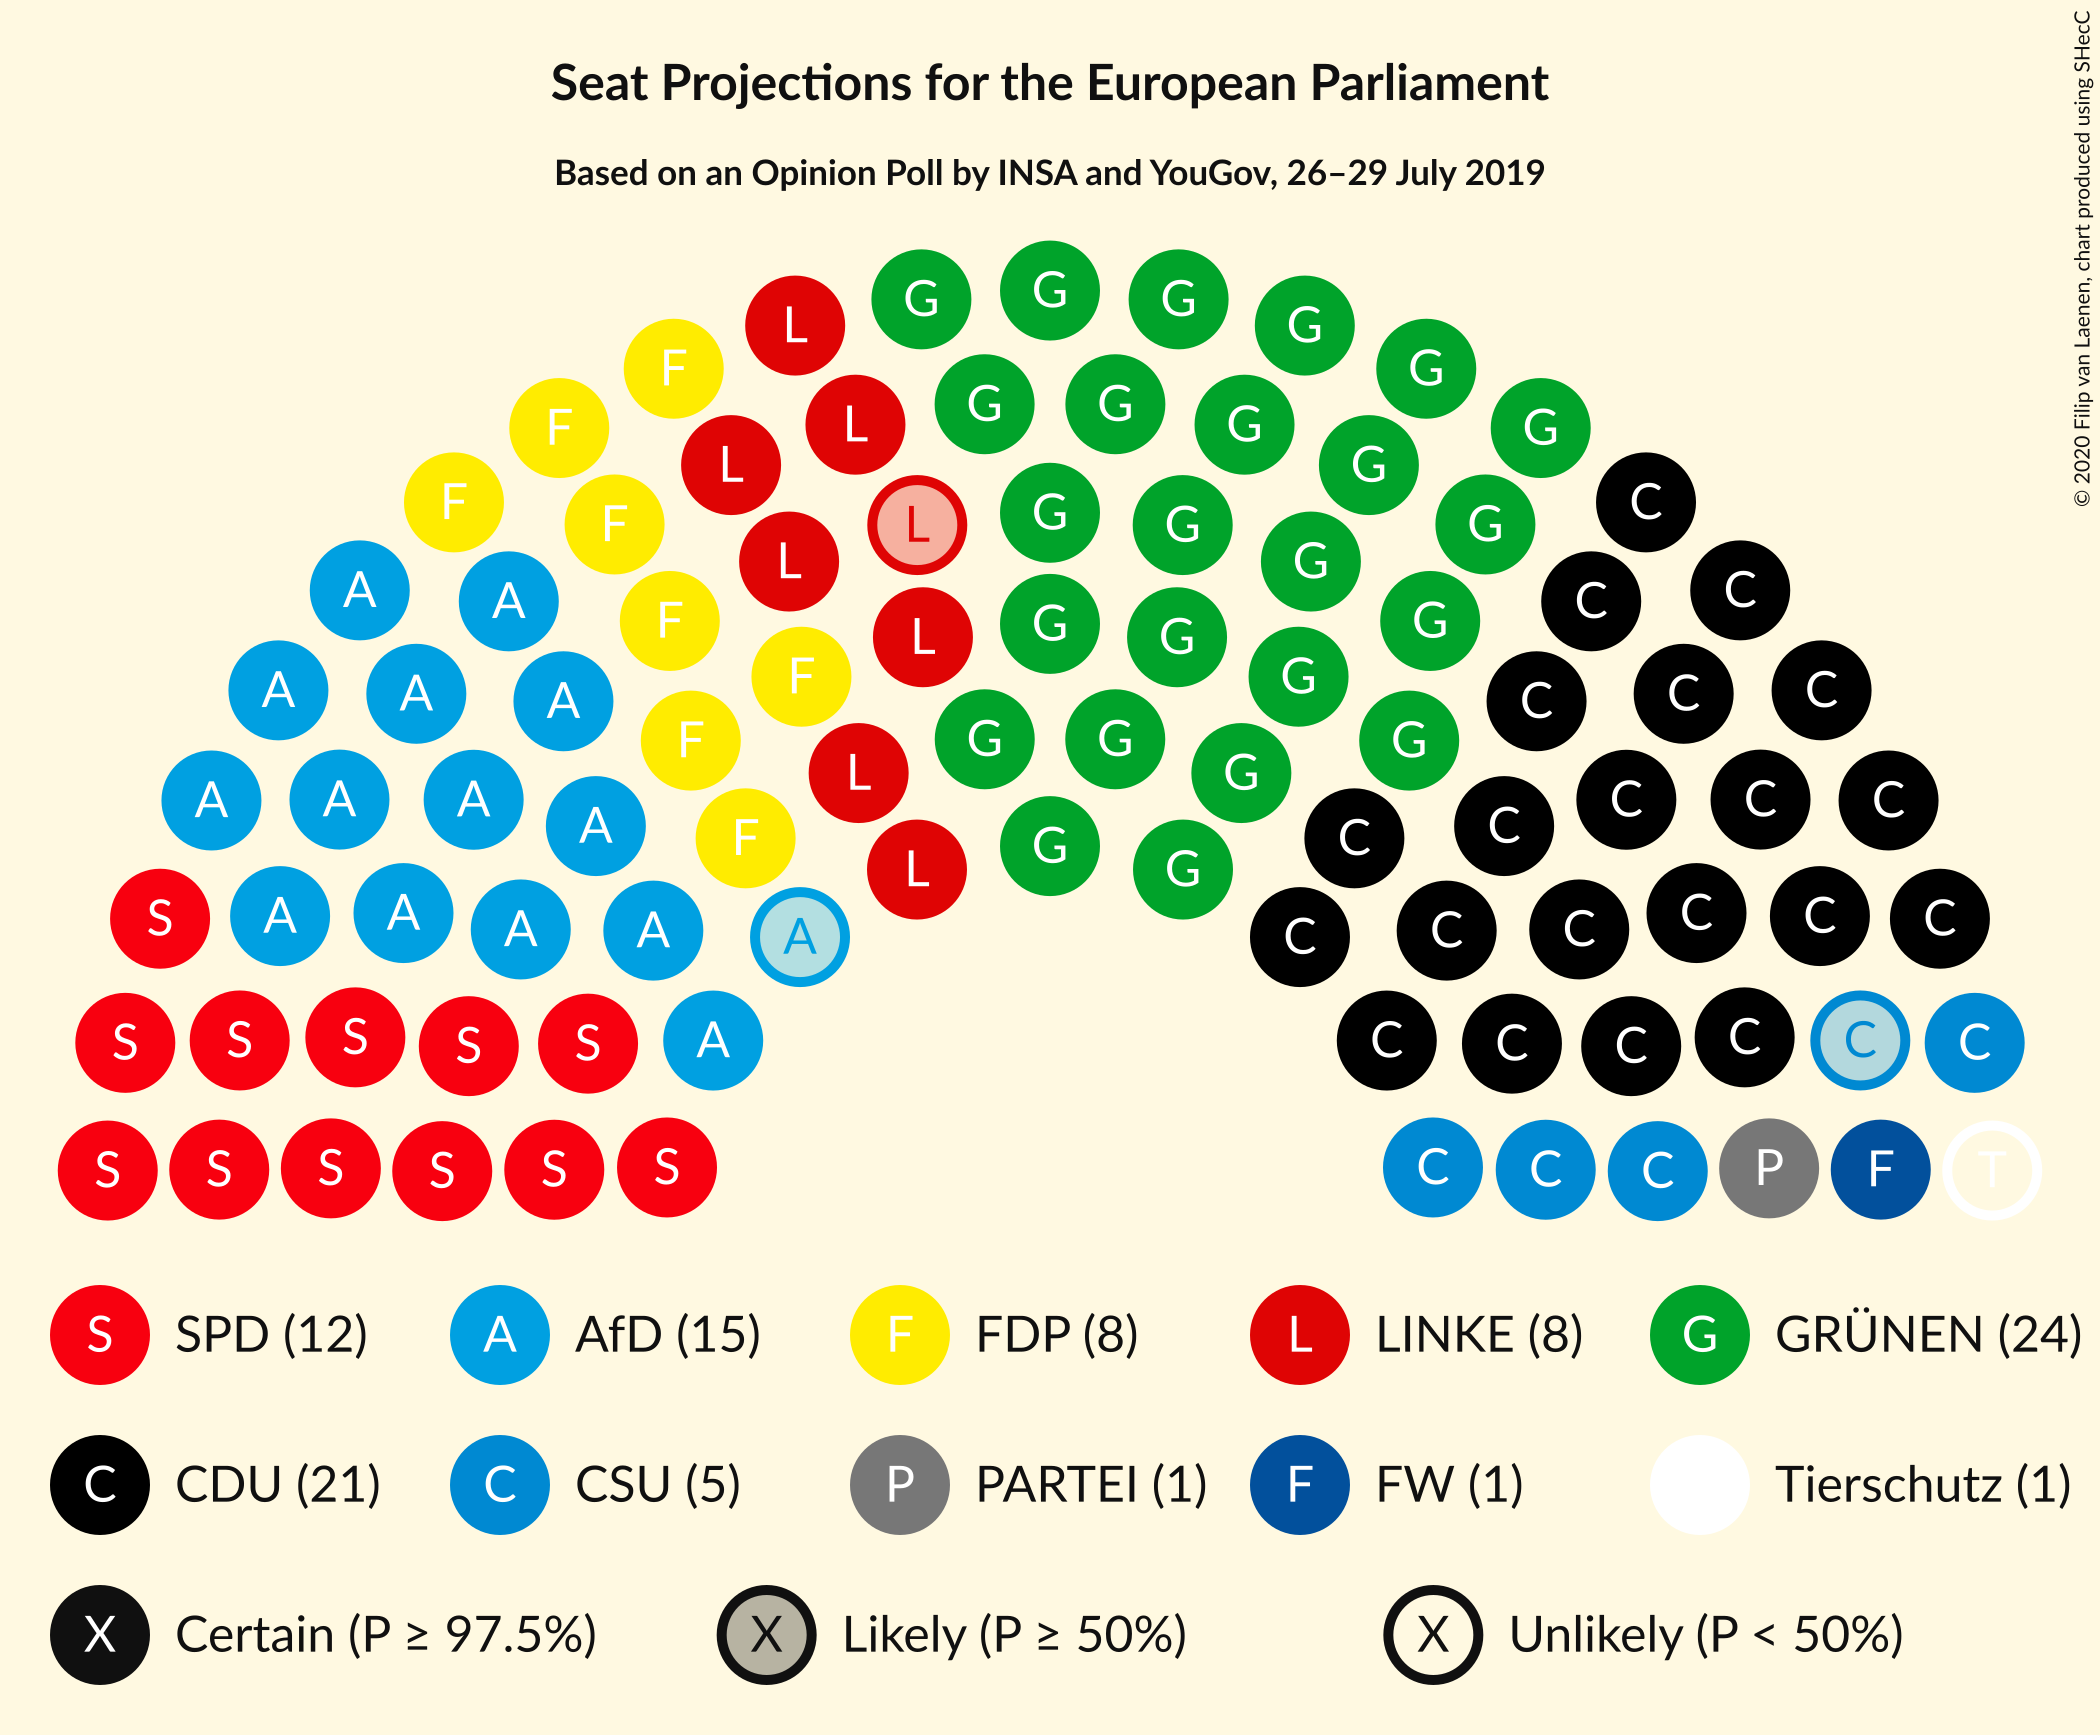 Seat Projections for the European Parliament
Based on an Opinion Poll by INSA and YouGov, 26–29 July 2019
© 2020 Filip van Laenen, chart produced using SHecC
G G G
L G
F G
G G
L G
F G
L G
F C
L G G
F L G
A C
L G
A F G C
F G
L G G
A F G C
A A C C
G G
F G
L G
A A A C C C
A F G C
G
L G
S A A A A A C C C C C C
S S S S S A C C C C C C
S S S S S S C C C P F T
S SPD (12) A AfD (15) F FDP (8) L LINKE (8) G GRÜNEN (24)
C CDU (21) C CSU (5) P PARTEI (1) F FW (1) Tierschutz (1)
X Certain (P ≥ 97.5%) X Likely (P ≥ 50%) X Unlikely (P < 50%)